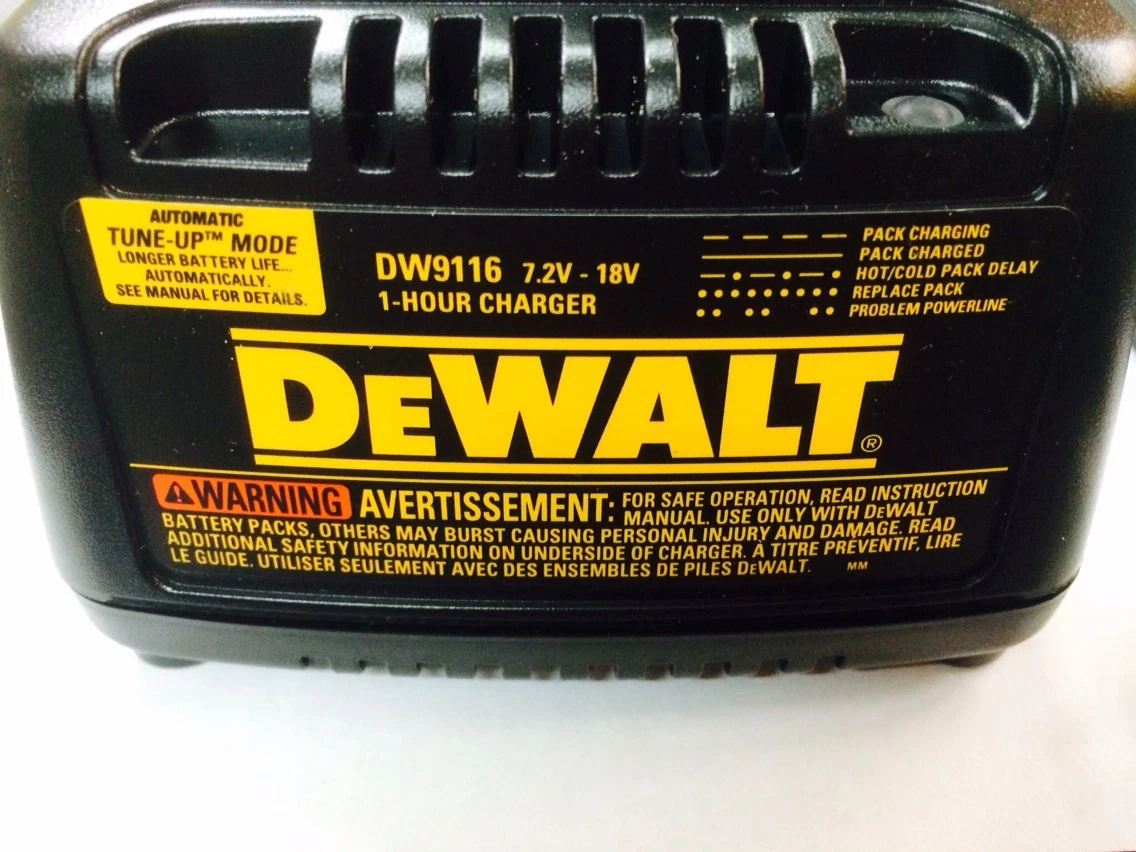 AUTOMATIC
TUNE-UP™ MODE
LONGER BATTERY LIFE...
AUTOMATICALLY.
SEE MANUAL FOR DETAILS.
DW9116 7.2V - 18V
1-HOUR CHARGER
PACK CHARGING
PACK CHARGED
HOT/COLD PACK DELAY
REPLACE PACK
PROBLEM POWERLINE
DEWALT®
WARNING AVERTISSEMENT: FOR SAFE OPERATION, READ INSTRUCTION
MANUAL. USE ONLY WITH DEWALT
BATTERY PACKS, OTHERS MAY BURST CAUSING PERSONAL INJURY AND DAMAGE. READ
ADDITIONAL SAFETY INFORMATION ON UNDERSIDE OF CHARGER. À TITRE PRÉVENTIF, LIRE
LE GUIDE. UTILISER SEULEMENT AVEC DES ENSEMBLES DE PILES DEWALT. MM